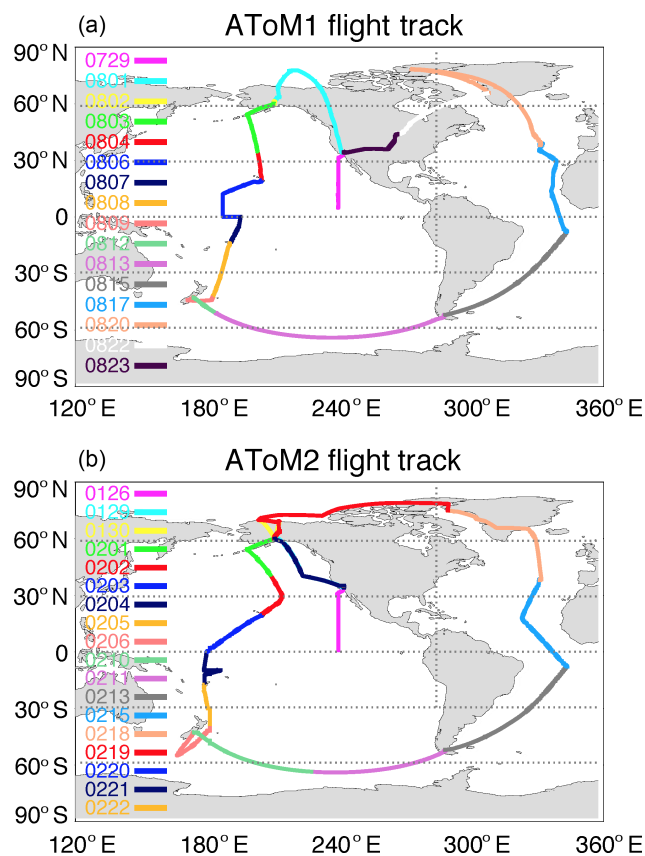 (a) AToM1 flight track
90° N
0729
0801
60° N
0802
0803
30° N
0804
0806
0807
0
0808
0809
0812
30° S
0813
0815
0817
60° S
0820
0822
0823
90° S
120° E 180° E 240° E 300° E 360° E
(b) AToM2 flight track
90° N
0126
0129
60° N
0130
0201
0202
30° N
0203
0204
0205
0206
0
0210
0211
0213
30° S
0215
0218
0219
60° S
0220
0221
0222
90° S
120° E 180° E 240° E 300° E 360° E